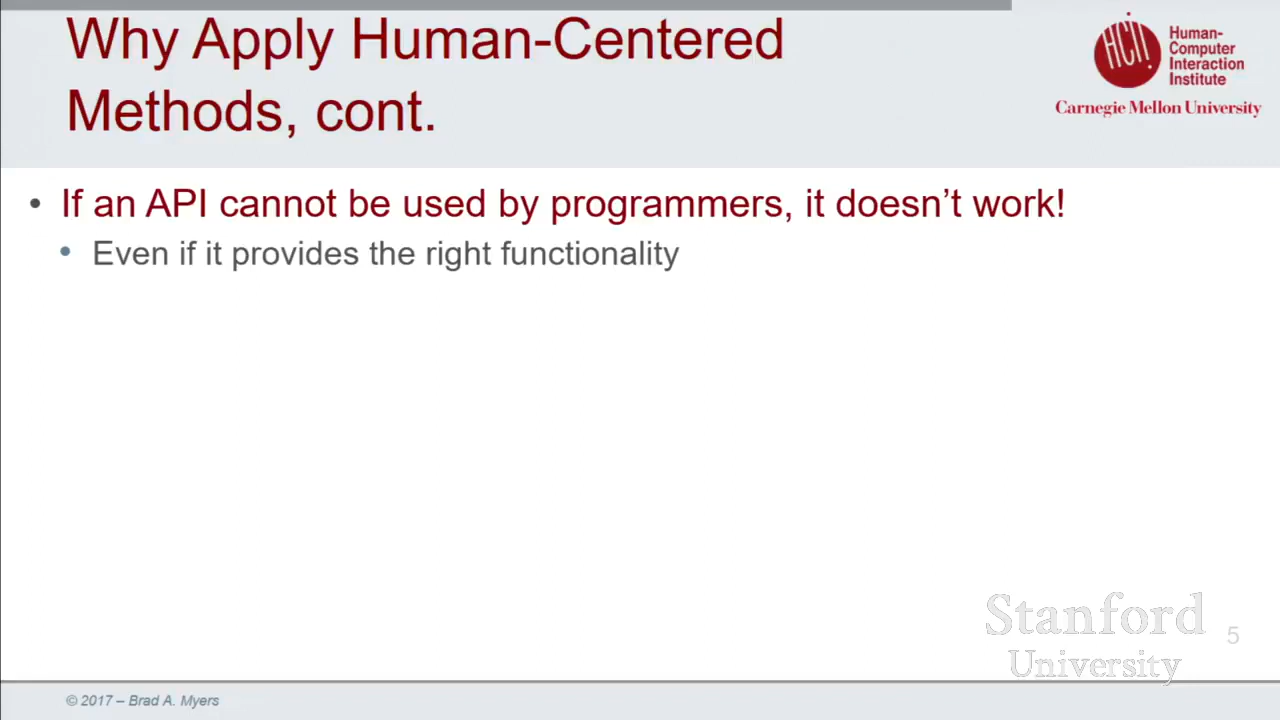 Why Apply Human-Centered
Methods, cont.
HCII
Human-
Computer
Interaction
Institute
Carnegie Mellon University
• If an API cannot be used by programmers, it doesn’t work!
• Even if it provides the right functionality
Stanford
University
5
© 2017 – Brad A. Myers